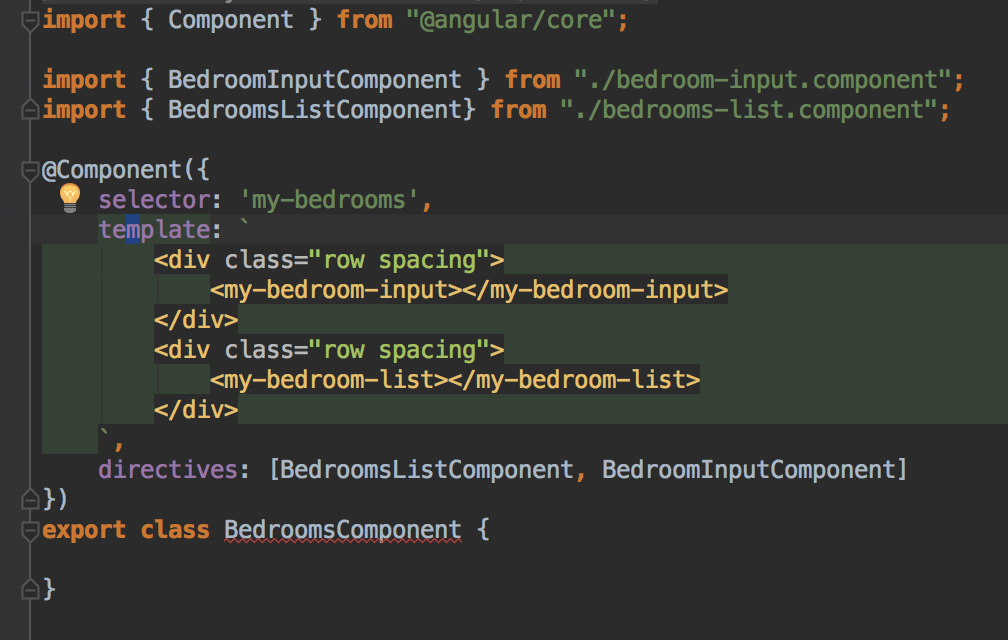 import { Component } from "@angular/core";
import { BedroomInputComponent } from "./bedroom-input.component";
import { BedroomsListComponent} from "./bedrooms-list.component";
@Component({
selector: 'my-bedrooms',
template: `
<div class="row spacing">
<my-bedroom-input></my-bedroom-input>
</div>
<div class="row spacing">
<my-bedroom-list></my-bedroom-list>
</div>
`,
directives: [BedroomsListComponent, BedroomInputComponent]
})
export class BedroomsComponent {
}